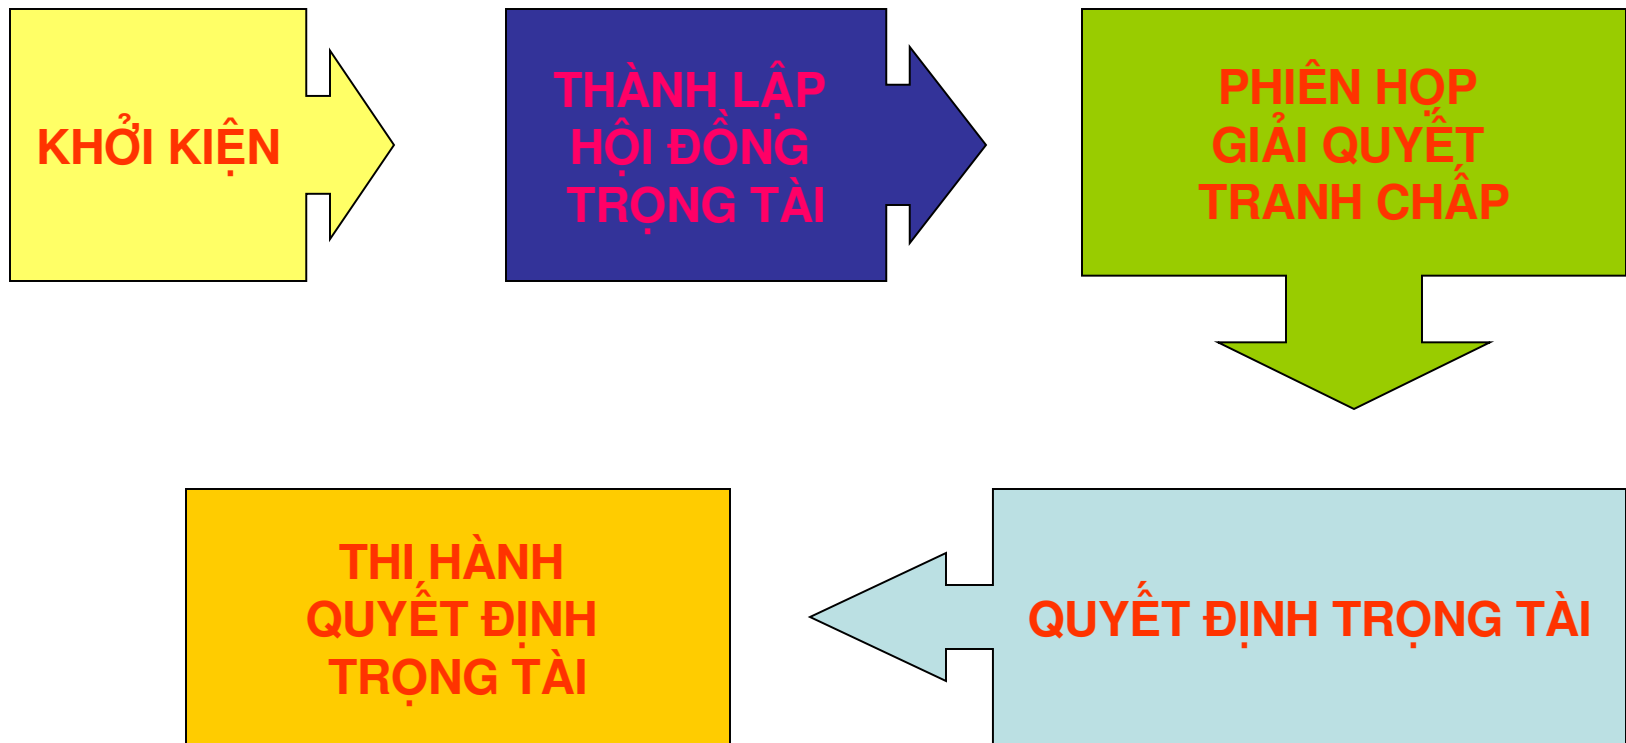 KHỞI KIỆN
THÀNH LẬP
HỘI ĐỒNG
TRỌNG TÀI
PHIÊN HỌP
GIẢI QUYẾT
TRANH CHẤP
QUYẾT ĐỊNH TRỌNG TÀI
THI HÀNH
QUYẾT ĐỊNH
TRỌNG TÀI